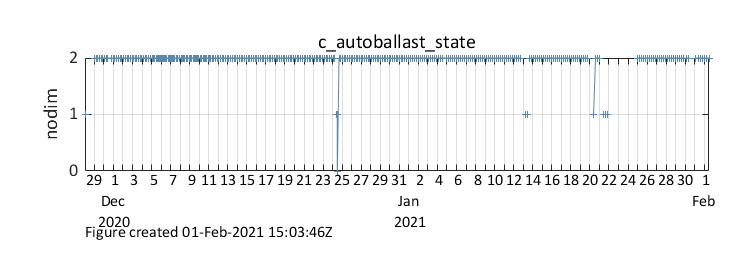 c_autoballast_state
2
1
0
nodim
29 1 3 5 7 9 11 13 15 17 19 21 23 25 27 29 31 2 4 6 8 10 12 14 16 18 20 22 24 26 28 30 1
Dec Jan Feb
2020 2021
Figure created 01-Feb-2021 15:03:46Z